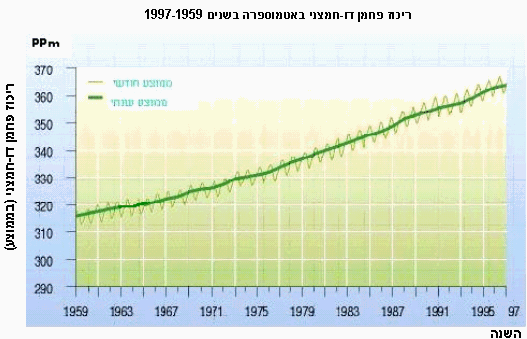 ריכוז פחמן דו-חמצני באטמוספרה בשנים 1997-1959
PPm
ריכוז פחמן דו-חמצני (בממוצע)
ממוצע חודשי
ממוצע שנתי
370
360
350
340
330
320
310
300
290
1959 1963 1967 1971 1975 1979 1983 1987 1991 1995 97
השנה